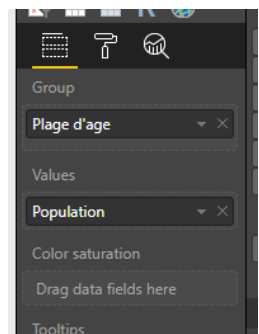 Group
Plage d'age
Values
Population
Color saturation
Drag data fields here
Tooltips